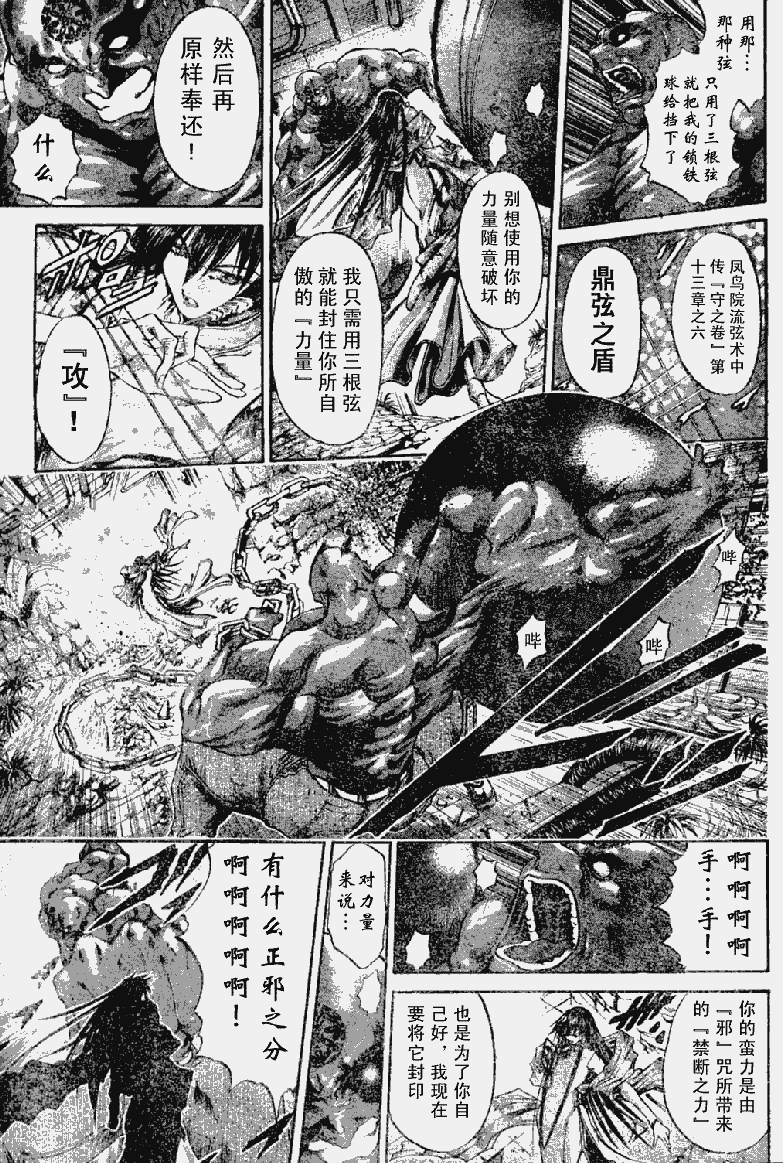 用那…
那种弦
只用了三根弦
就把我的锁铁
球给挡下了
凤鸟院流弦术中
传『守之卷』第
十三章之六
鼎弦之盾
别想使用你的
力量随意破坏
我只需用三根弦
就能封住你所自
傲的『力量』
然后再
原样奉还！
什么
『攻』！
哗
哗
哗
啊啊啊啊
手…手！
你的蛮力是由
『邪』咒所带来
的『禁断之力』
也是为了你自
己好，我现在
要将它封印
对力量
来说…
有什么正邪之分
啊啊啊啊啊！